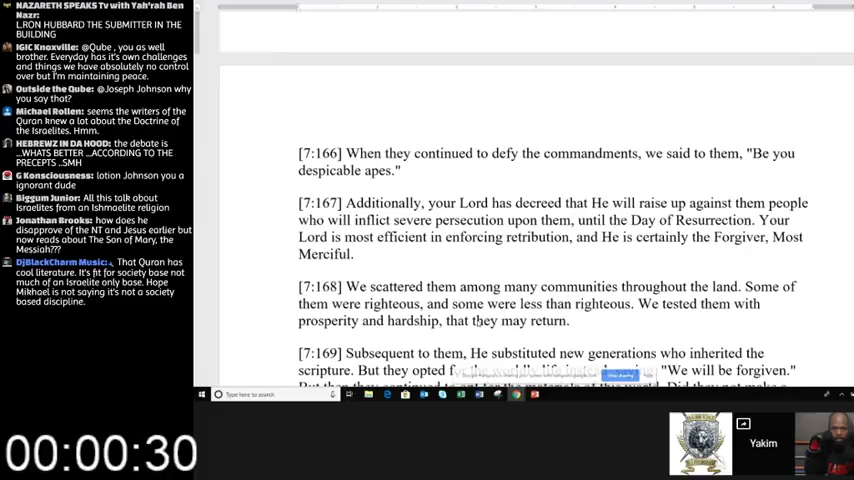 NAZARETH SPEAKS Tv with Yah'rah Ben
Nazr:
L.RON HUBBARD THE SUBMITTER IN THE
BUILDING
IGIC Knoxville: @Qube , you as well
brother. Everyday has it's own challenges
and things we have absolutely no control
over but I'm maintaining peace.
Outside the Qube: @Joseph Johnson why
you say that?
Michael Rollen: seems the writers of the
Quran knew a lot about the Doctrine of
the Israelites. Hmm.
HEBREWZ IN DA HOOD: the debate is
...WHATS BETTER ...ACCORDING TO THE
PRECEPTS ..SMH
G Konsciousness: lotion Johnson you a
ignorant dude
Biggum Junior: All this talk about
Israelites from an Ishmaelite religion
Jonathan Brooks: how does he
disapprove of the NT and Jesus earlier but
now reads about The Son of Mary, the
Messiah???
DjBlackCharm Music: That Quran has
cool literature. It's fit for society base not
much of an Israelite only base. Hope
Mikhael is not saying it's not a society
based discipline.
[7:166] When they continued to defy the commandments, we said to them, "Be you
despicable apes."
[7:167] Additionally, your Lord has decreed that He will raise up against them people
who will inflict severe persecution upon them, until the Day of Resurrection. Your
Lord is most efficient in enforcing retribution, and He is certainly the Forgiver, Most
Merciful.
[7:168] We scattered them among many communities throughout the land. Some of
them were righteous, and some were less than righteous. We tested them with
prosperity and hardship, that they may return.
[7:169] Subsequent to them, He substituted new generations who inherited the
scripture. But they opted for the worldly life instead "We will be forgiven."
Stop sharing
Hide
Type here to search
00:00:30
Yakim